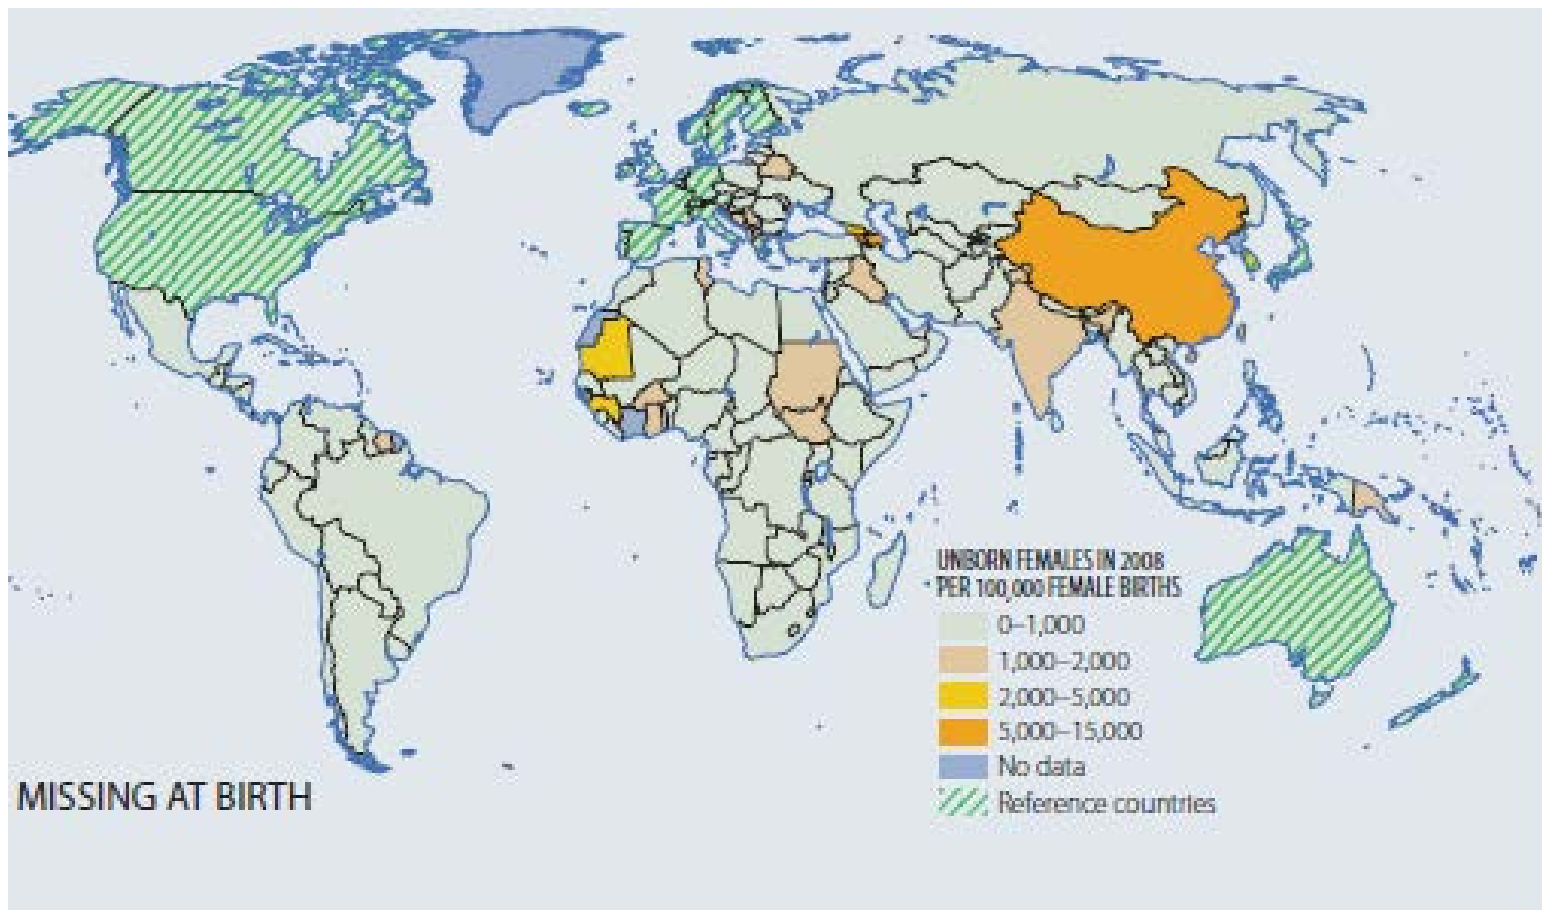 UNBORN FEMALES IN 2008
PER 100,000 FEMALE BIRTHS
0–1,000
1,000–2,000
2,000–5,000
5,000–15,000
No data
Reference countries
MISSING AT BIRTH